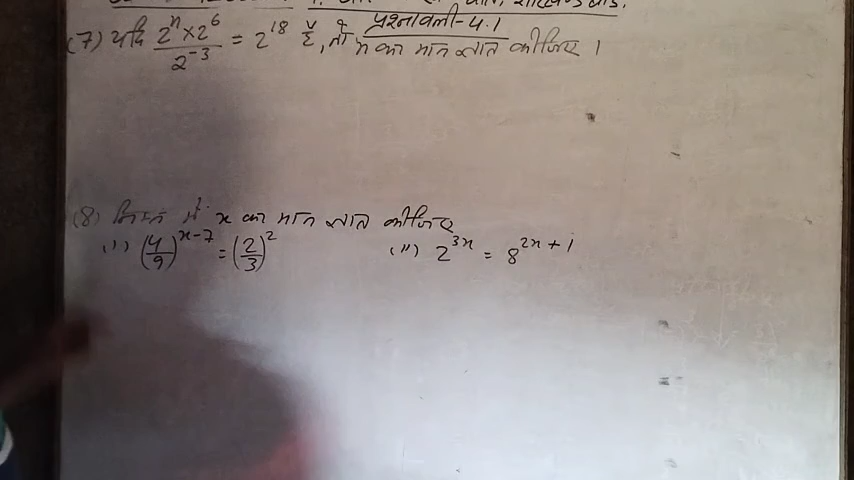 प्रश्नावली-4.1
(7) यदि \frac{2^n × 2^6}{2^{-3}} = 2^{18} है, तो n का मान ज्ञात कीजिए ।
(8) निम्न में x का मान ज्ञात कीजिए
(i) (4/9)^{x-7} = (2/3)^2 (ii) 2^{3x} = 8^{2x+1}